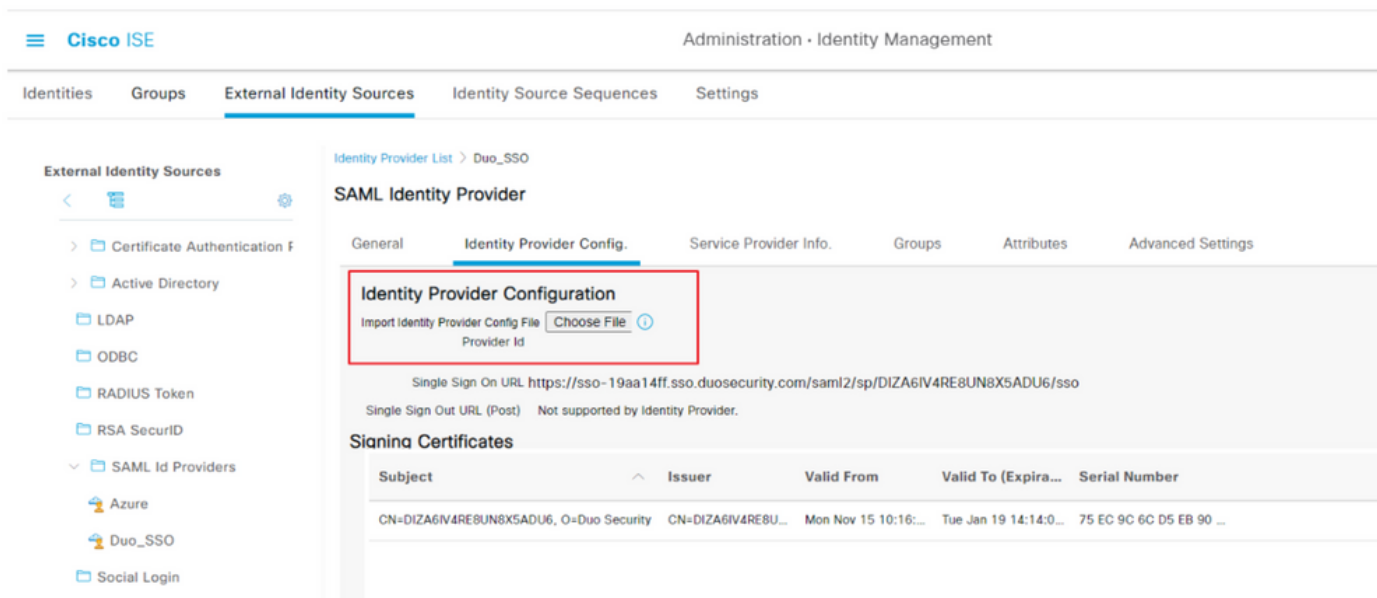 Cisco ISE
Administration · Identity Management
Identities Groups External Identity Sources Identity Source Sequences Settings
External Identity Sources
Certificate Authentication F
Active Directory
LDAP
ODBC
RADIUS Token
RSA SecurID
SAML Id Providers
Azure
Duo_SSO
Social Login
Identity Provider List > Duo_SSO
SAML Identity Provider
General Identity Provider Config. Service Provider Info. Groups Attributes Advanced Settings
Identity Provider Configuration
Import Identity Provider Config File Choose File
Provider Id
Single Sign On URL https://sso-19aa14ff.sso.duosecurity.com/saml2/sp/DIZA6IV4RE8UN8X5ADU6/sso
Single Sign Out URL (Post) Not supported by Identity Provider.
Signing Certificates
Subject Issuer Valid From Valid To (Expira... Serial Number
CN=DIZA6IV4RE8UN8X5ADU6, O=Duo Security CN=DIZA6IV4RE8U... Mon Nov 15 10:16:... Tue Jan 19 14:14:0... 75 EC 9C 6C D5 EB 90 ...